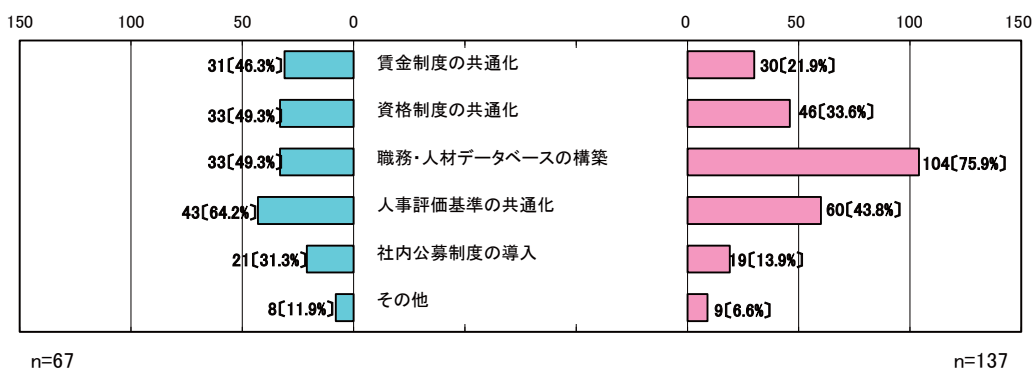 150 100 50 0 0 50 100 150
31〔46.3%〕 賃金制度の共通化 30〔21.9%〕
33〔49.3%〕 資格制度の共通化 46〔33.6%〕
33〔49.3%〕 職務・人材データベースの構築 104〔75.9%〕
43〔64.2%〕 人事評価基準の共通化 60〔43.8%〕
21〔31.3%〕 社内公募制度の導入 19〔13.9%〕
8〔11.9%〕 その他 9〔6.6%〕
n=67 n=137